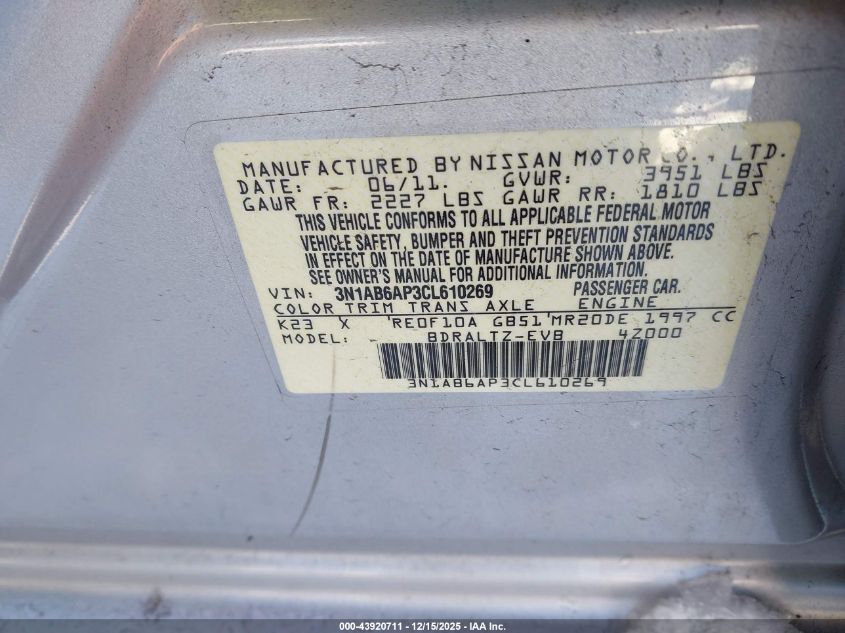 MANUFACTURED BY NISSAN MOTOR CO., LTD.
DATE: 06/11. GVWR: 3951 LBS
GAWR FR: 2227 LBS GAWR RR: 1810 LBS
THIS VEHICLE CONFORMS TO ALL APPLICABLE FEDERAL MOTOR
VEHICLE SAFETY, BUMPER AND THEFT PREVENTION STANDARDS
IN EFFECT ON THE DATE OF MANUFACTURE SHOWN ABOVE.
SEE OWNER'S MANUAL FOR ADDITIONAL INFORMATION.
VIN: 3N1AB6AP3CL610269 PASSENGER CAR.
COLOR TRIM TRANS AXLE ENGINE
K23 X RE0F10A GB51 MR20DE 1997 CC
MODEL: BDRALTZ-EVB 4Z000
3N1AB6AP3CL610269
000-43920711 - 12/15/2025 - IAA Inc.